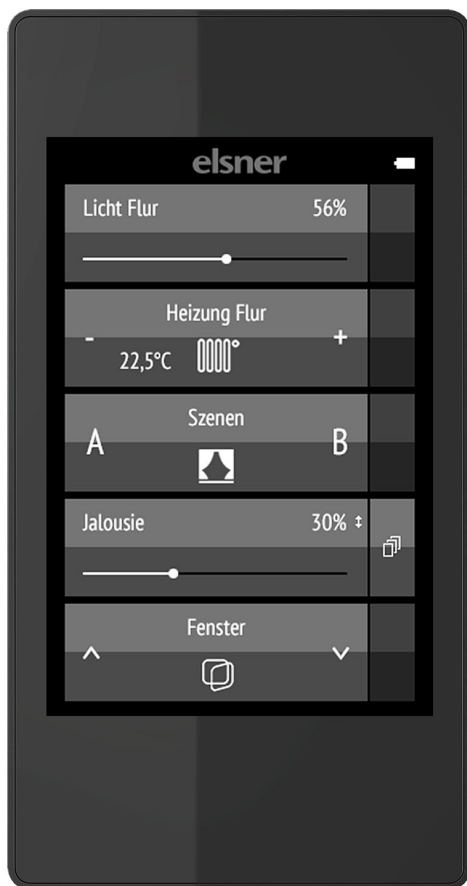 elsner
Licht Flur 56%
Heizung Flur
- +
22,5°C
Szenen
A B
Jalousie 30%
Fenster